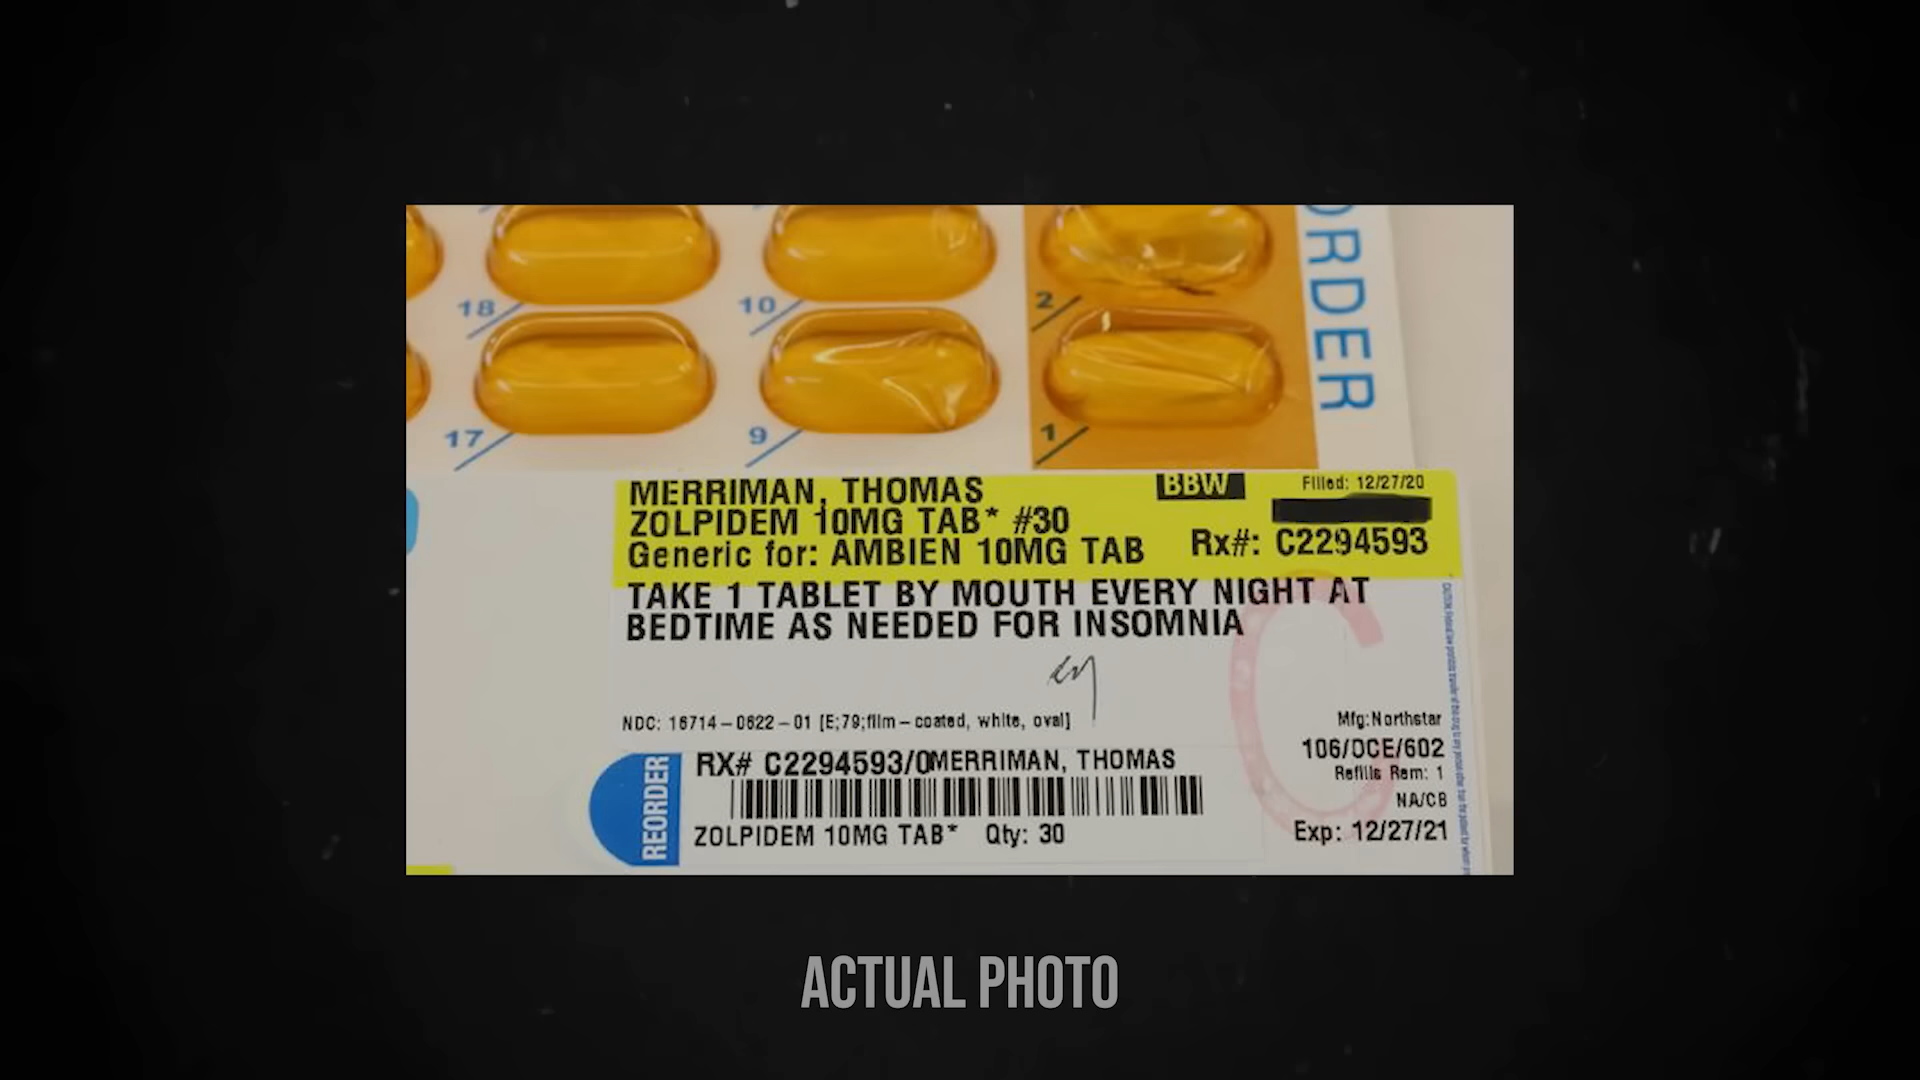 ORDER
18
10
2
17
9
1
MERRIMAN, THOMAS
BBW
Filled: 12/27/20
ZOLPIDEM 10MG TAB* #30
Generic for: AMBIEN 10MG TAB
Rx#: C2294593
TAKE 1 TABLET BY MOUTH EVERY NIGHT AT
BEDTIME AS NEEDED FOR INSOMNIA
C
NDC: 16714-0622-01 [E;79;film-coated, white, oval]
Mfg:Northstar
106/OCE/602
Refills Rem: 1
NA/CB
Exp: 12/27/21
REORDER
RX# C2294593/0 MERRIMAN, THOMAS
ZOLPIDEM 10MG TAB* Qty: 30
ACTUAL PHOTO